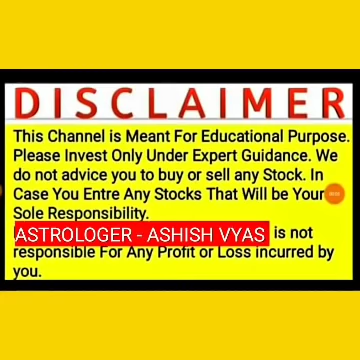 DISCLAIMER
This Channel is Meant For Educational Purpose.
Please Invest Only Under Expert Guidance. We
do not advice you to buy or sell any Stock. In
Case You Entre Any Stocks That Will be Your
Sole Responsibility.
ASTROLOGER - ASHISH VYAS is not
responsible For Any Profit or Loss incurred by
you.